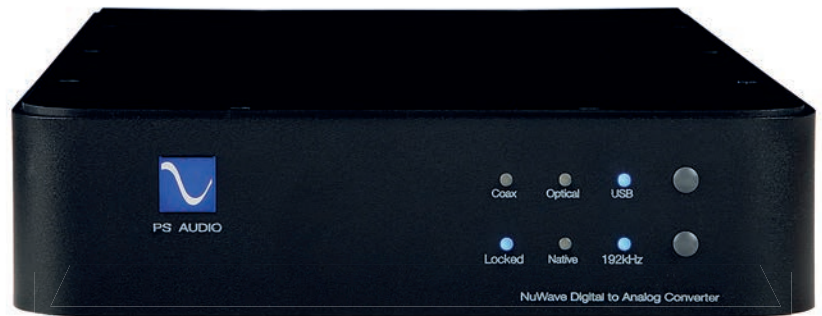 PS AUDIO
Coax Optical USB
Locked Native 192kHz
NuWave Digital to Analog Converter